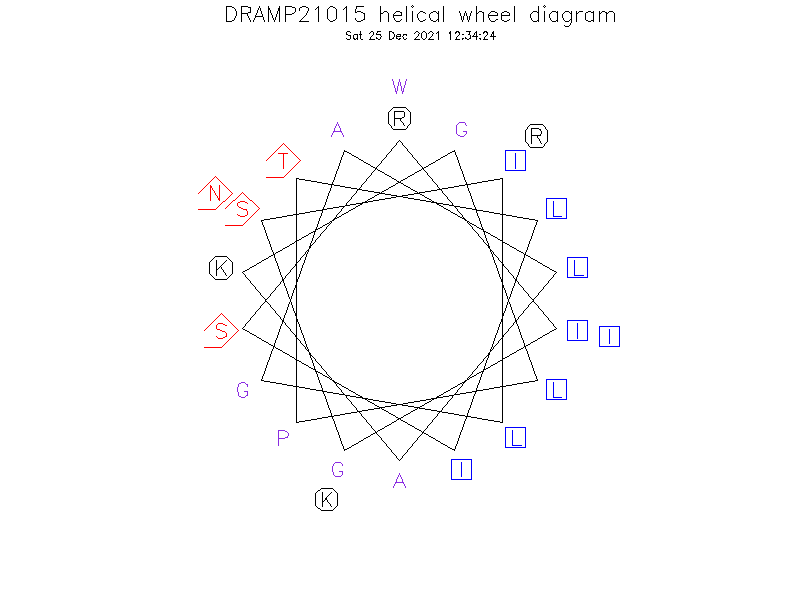 DRAMP21015 helical wheel diagram
Sat 25 Dec 2021 12:34:24
W
R
A G
R
T I
N S L
K L
S I I
G L
P L
G I
A
K